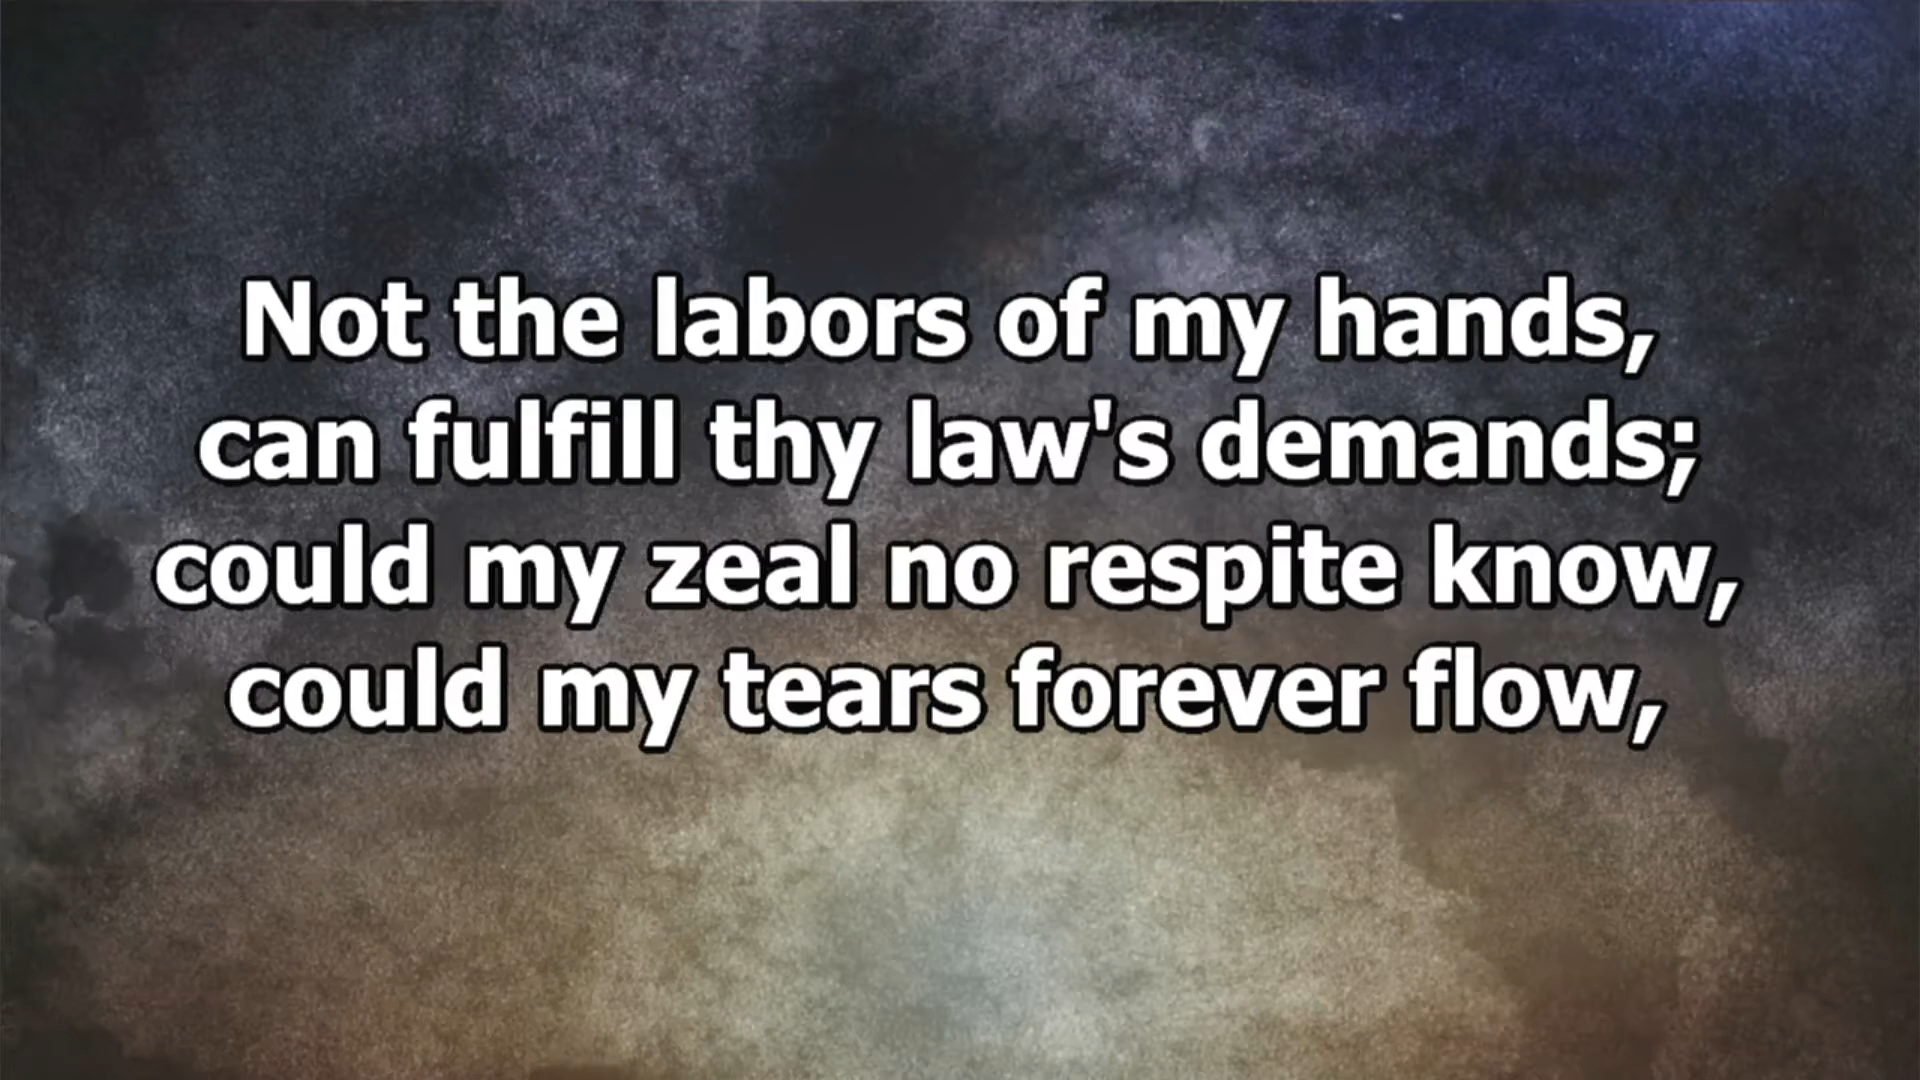 Not the labors of my hands,
can fulfill thy law's demands;
could my zeal no respite know,
could my tears forever flow,